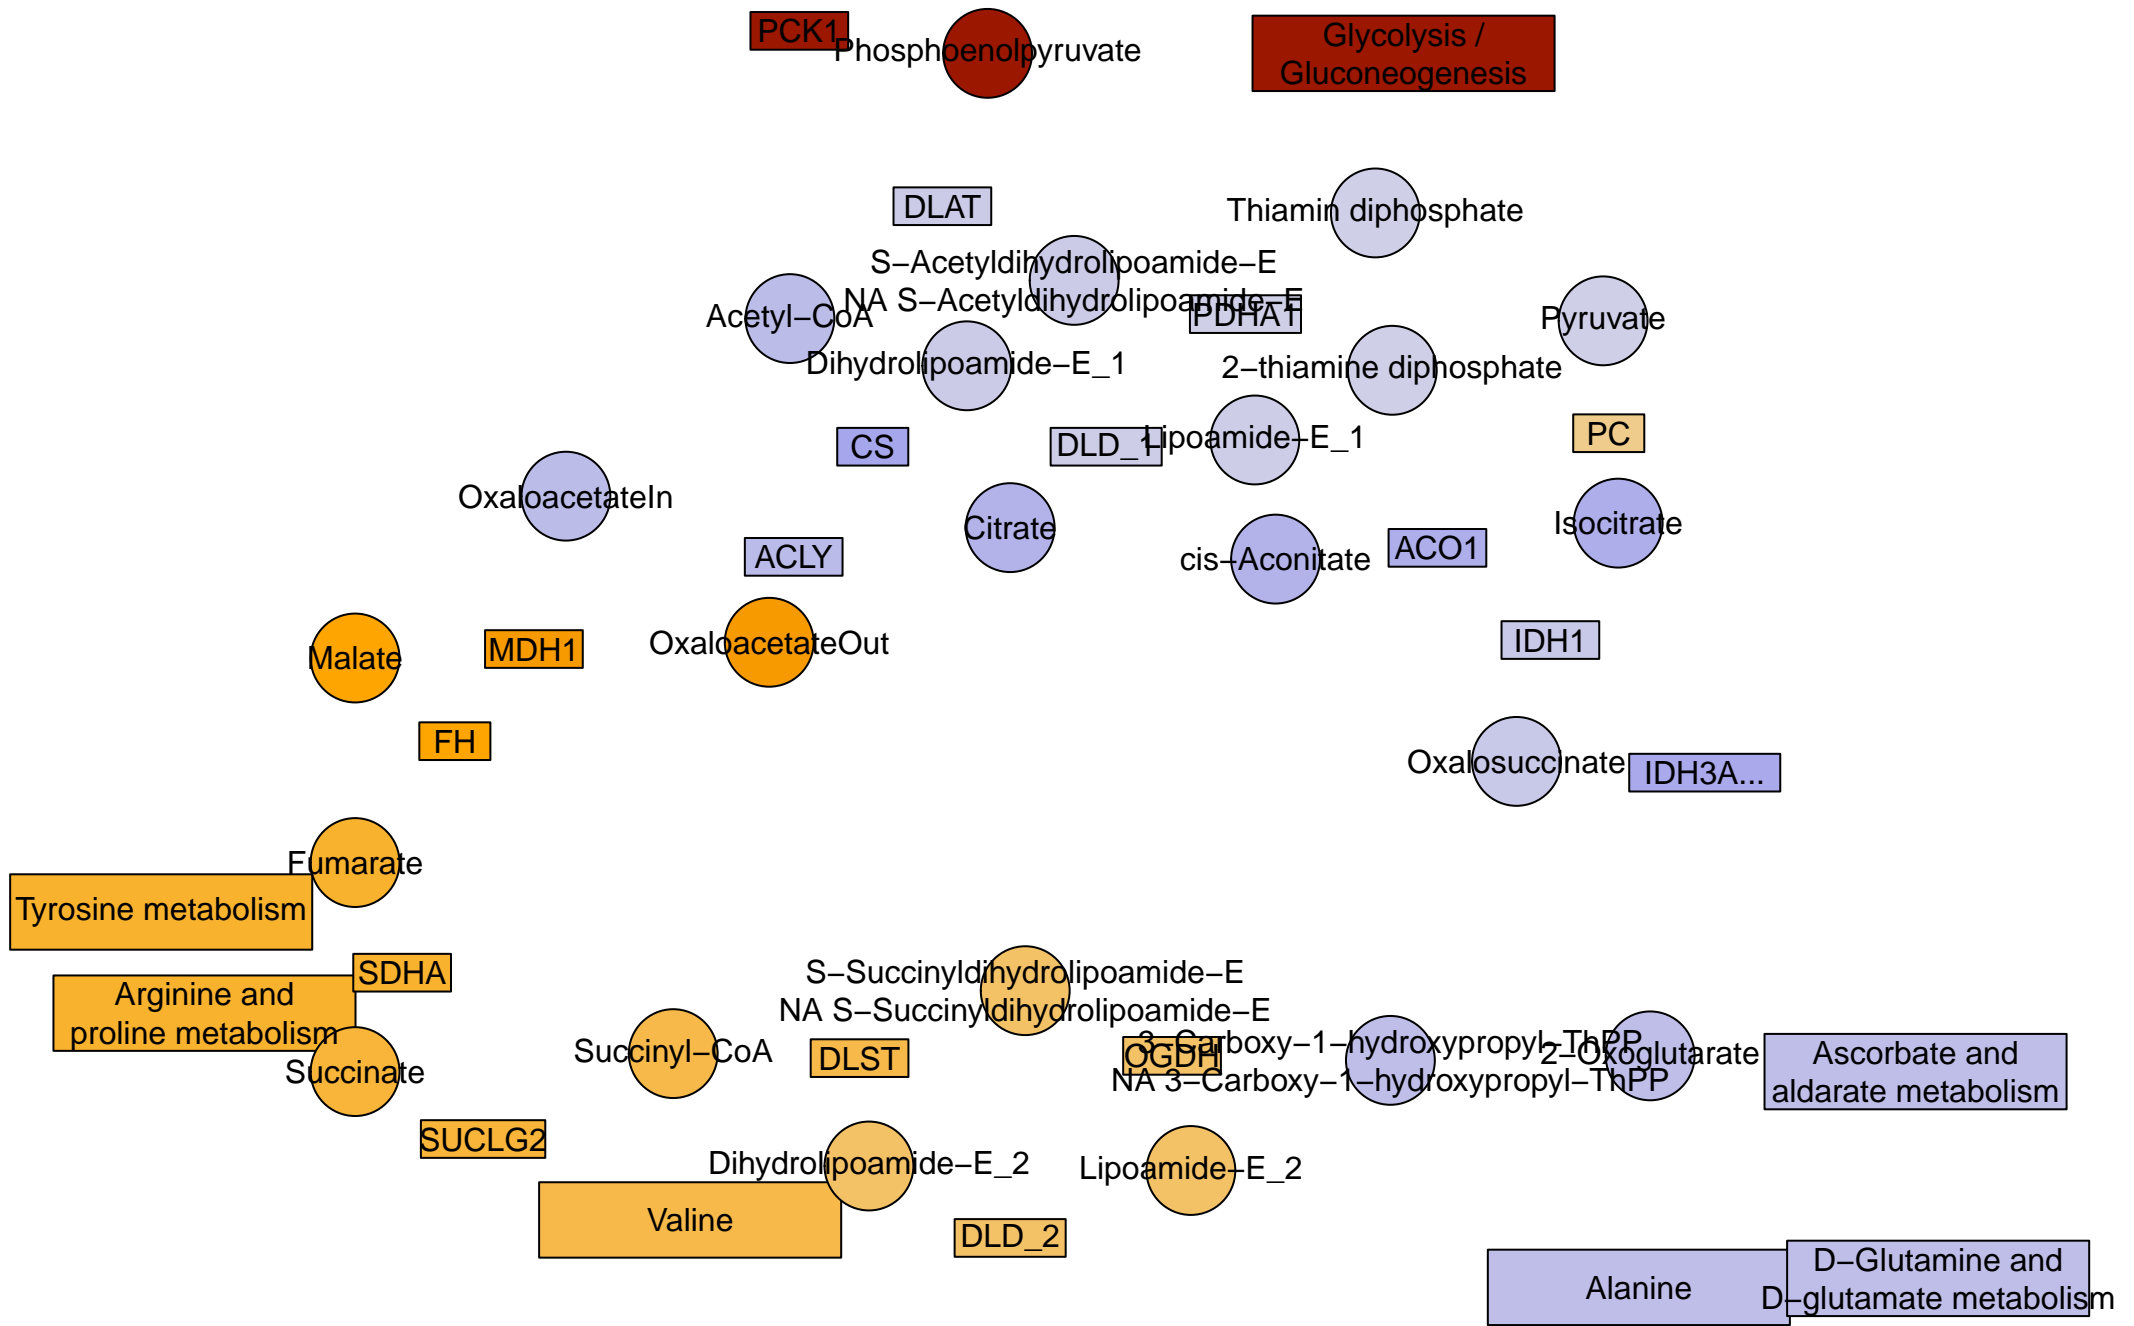 PCK1
Phosphoenolpyruvate
Glycolysis /
Gluconeogenesis
DLAT
Thiamin diphosphate
S−Acetyldihydrolipoamide−E
NA S−Acetyldihydrolipoamide−E
Acetyl−CoA
PDHA1
Pyruvate
Dihydrolipoamide−E_1
2−thiamine diphosphate
CS
DLD_1
Lipoamide−E_1
PC
OxaloacetateIn
Citrate
Isocitrate
ACLY
cis−Aconitate
ACO1
Malate
MDH1
OxaloacetateOut
IDH1
FH
Oxalosuccinate
IDH3A...
Fumarate
Tyrosine metabolism
SDHA
Arginine and
proline metabolism
Succinate
S−Succinyldihydrolipoamide−E
NA S−Succinyldihydrolipoamide−E
Succinyl−CoA
DLST
OGDH
3−Carboxy−1−hydroxypropyl−ThPP
NA 3−Carboxy−1−hydroxypropyl−ThPP
2−Oxoglutarate
Ascorbate and
aldarate metabolism
SUCLG2
Dihydrolipoamide−E_2
Lipoamide−E_2
Valine
DLD_2
Alanine
D−Glutamine and
D−glutamate metabolism